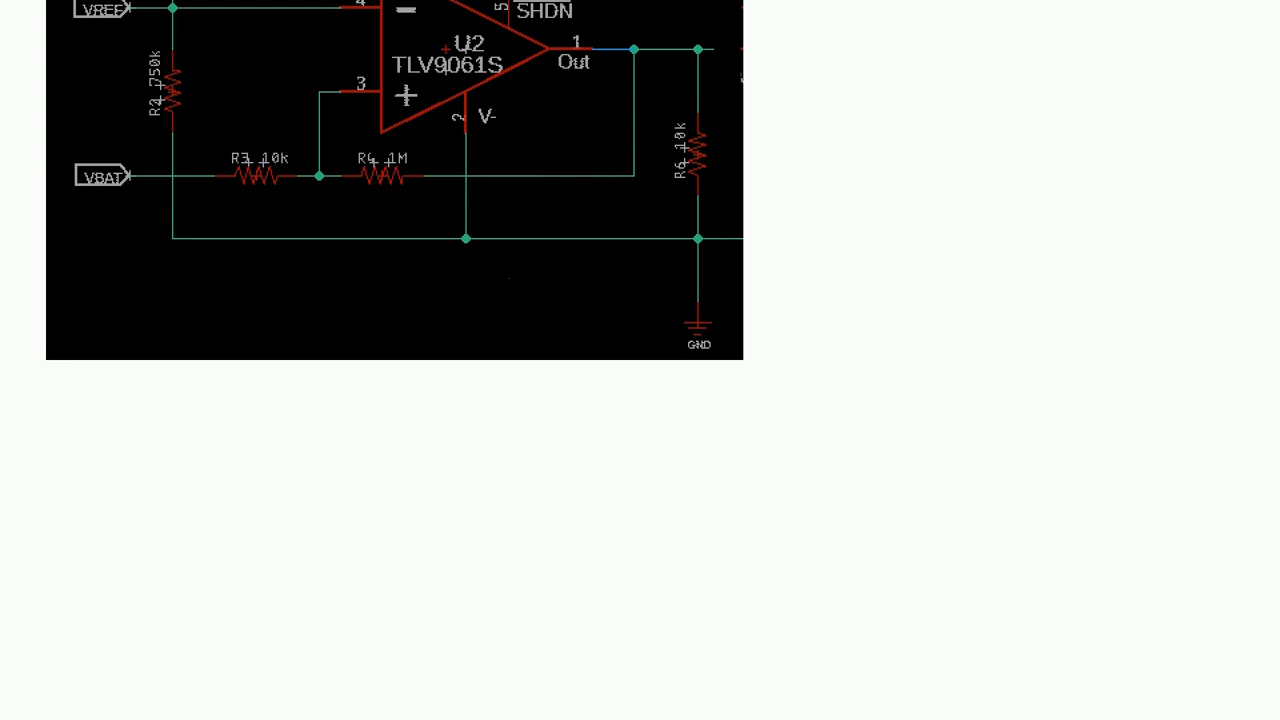 VREF
4
5
SHDN
U2
TLV9061S
1
Out
R2 750k
3
2
V-
R3 10k
R4 1M
R6 10k
VBAT
GND